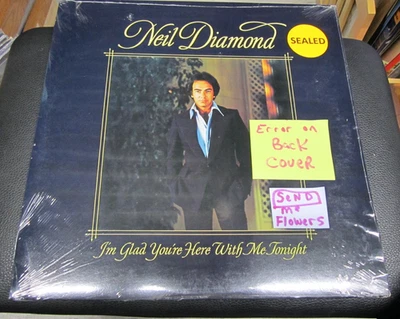 Neil Diamond
SEALED
Error on
Back
Cover
SEND
me
Flowers
I'm Glad You're Here With Me Tonight